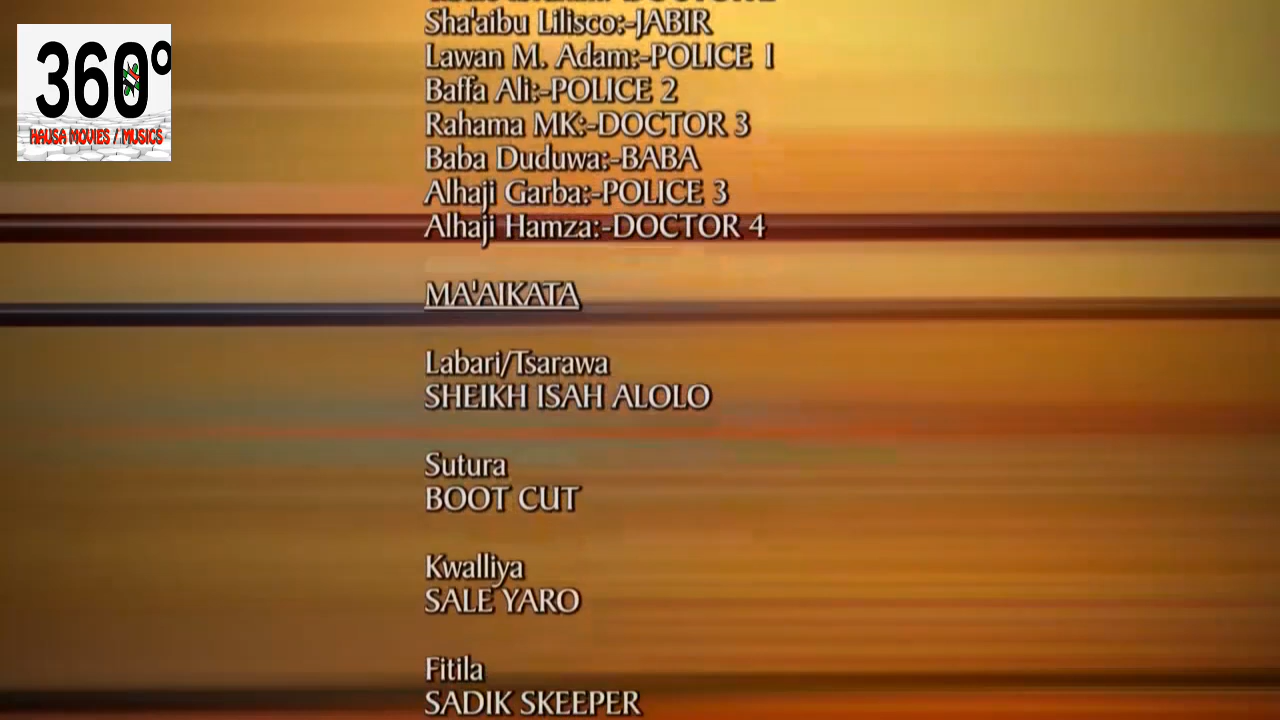 360°
HAUSA MOVIES / MUSICS
Sha'aibu Lilisco:-JABIR
Lawan M. Adam:-POLICE 1
Baffa Ali:-POLICE 2
Rahama MK:-DOCTOR 3
Baba Duduwa:-BABA
Alhaji Garba:-POLICE 3
Alhaji Hamza:-DOCTOR 4
MA'AIKATA
Labari/Tsarawa
SHEIKH ISAH ALOLO
Sutura
BOOT CUT
Kwalliya
SALE YARO
Fitila
SADIK SKEEPER